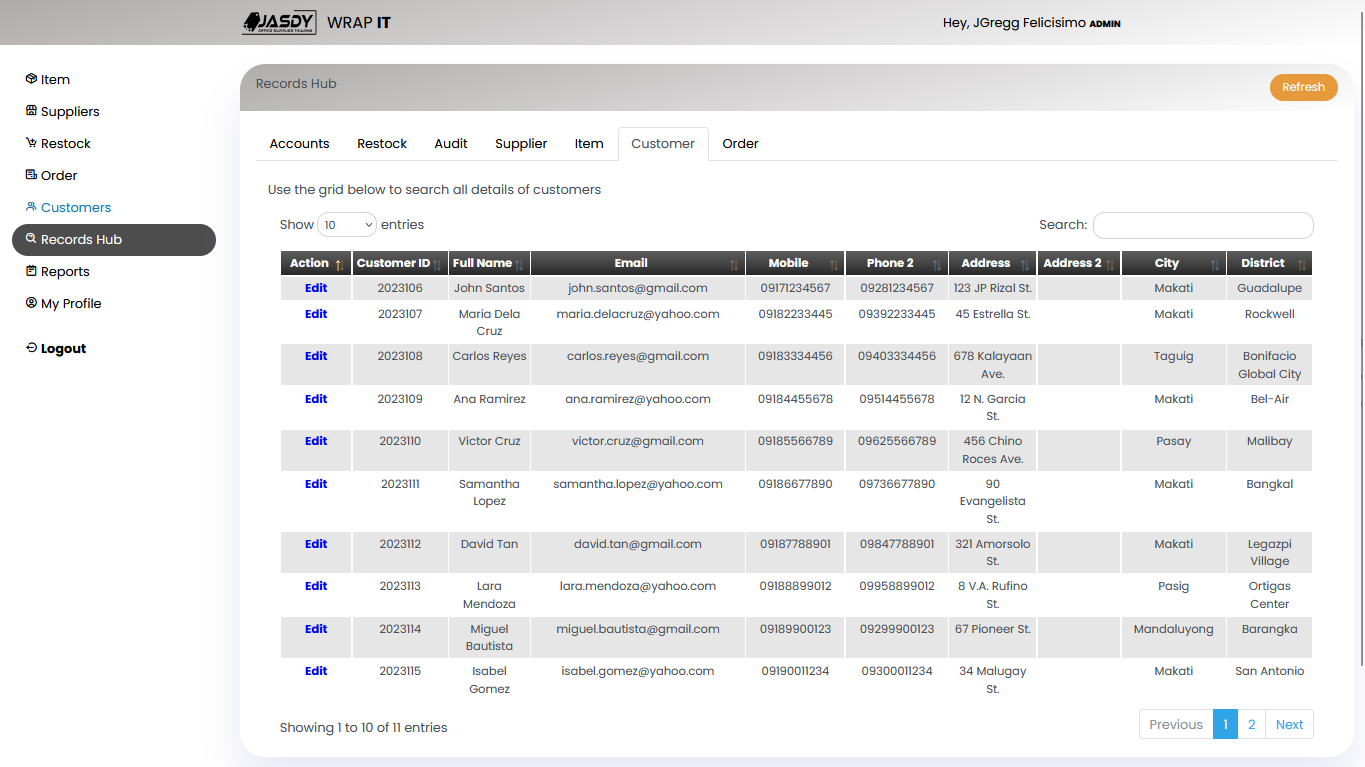 JASDY
OFFICE SUPPLIES TRADING
WRAP IT
Hey, JGregg Felicisimo ADMIN
Item
Suppliers
Restock
Order
Customers
Records Hub
Reports
My Profile
Logout
Records Hub
Refresh
Accounts Restock Audit Supplier Item Customer Order
Use the grid below to search all details of customers
Show 10 entries
Search:
Action Customer ID Full Name Email Mobile Phone 2 Address Address 2 City District
Edit 2023106 John Santos john.santos@gmail.com 09171234567 09281234567 123 JP Rizal St. Makati Guadalupe
Edit 2023107 Maria Dela maria.delacruz@yahoo.com 09182233445 09392233445 45 Estrella St. Makati Rockwell
Cruz
Edit 2023108 Carlos Reyes carlos.reyes@gmail.com 09183334456 09403334456 678 Kalayaan Taguig Bonifacio
Ave. Global City
Edit 2023109 Ana Ramirez ana.ramirez@yahoo.com 09184455678 09514455678 12 N. Garcia Makati Bel-Air
St.
Edit 2023110 Victor Cruz victor.cruz@gmail.com 09185566789 09625566789 456 Chino Pasay Malibay
Roces Ave.
Edit 2023111 Samantha samantha.lopez@yahoo.com 09186677890 09736677890 90 Makati Bangkal
Lopez Evangelista
St.
Edit 2023112 David Tan david.tan@gmail.com 09187788901 09847788901 321 Amorsolo Makati Legazpi
St. Village
Edit 2023113 Lara lara.mendoza@yahoo.com 09188899012 09958899012 8 V.A. Rufino Pasig Ortigas
Mendoza St. Center
Edit 2023114 Miguel miguel.bautista@gmail.com 09189900123 09299900123 67 Pioneer St. Mandaluyong Barangka
Bautista
Edit 2023115 Isabel isabel.gomez@yahoo.com 09190011234 09300011234 34 Malugay Makati San Antonio
Gomez St.
Showing 1 to 10 of 11 entries
Previous 1 2 Next